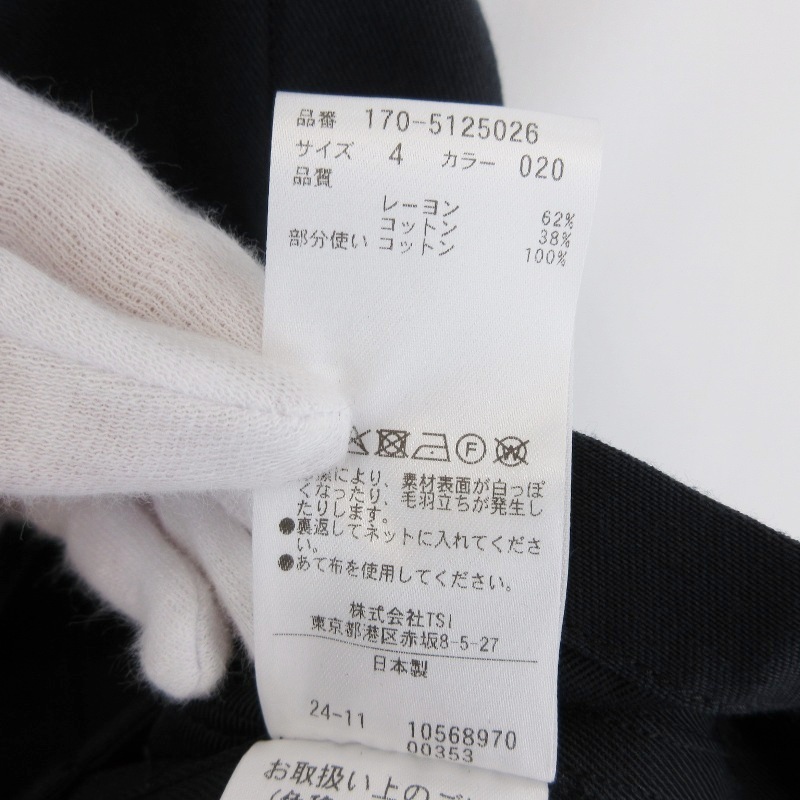 品番 170-5125026
サイズ 4 カラー 020
品質
レーヨン 62%
コットン 38%
部分使い コットン 100%
F W
により、素材表面が白っぽ
くなったり、毛羽立ちが発生し
たりします。
●裏返してネットに入れてくださ
い。
●あて布を使用してください。
株式会社TSI
東京都港区赤坂8-5-27
日本製
24-11 10568970
00353
お取扱い上のご